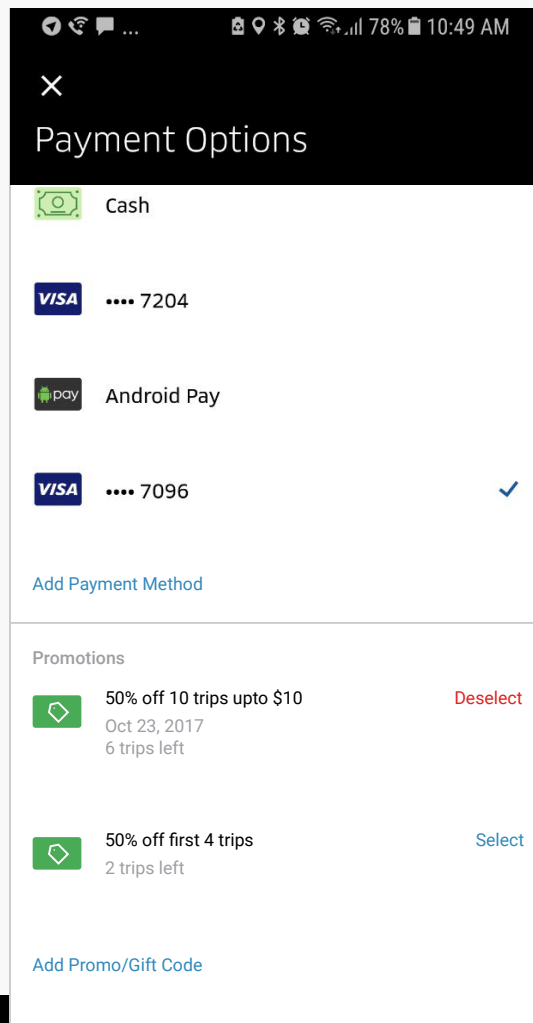 ... 78% 10:49 AM
Payment Options
Cash
VISA •••• 7204
pay Android Pay
VISA •••• 7096
Add Payment Method
Promotions
50% off 10 trips upto $10 Deselect
Oct 23, 2017
6 trips left
50% off first 4 trips Select
2 trips left
Add Promo/Gift Code